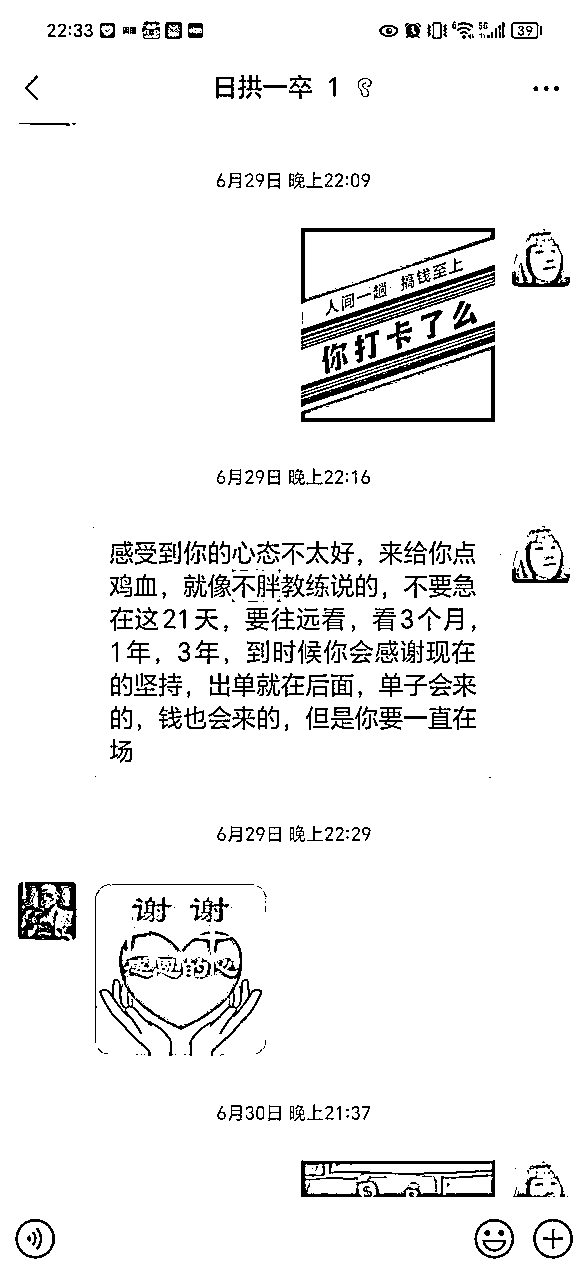 22:33
39
日拱一卒 1
6月29日 晚上22:09
人间一趟 搞钱至上
你打卡了么
6月29日 晚上22:16
感受到你的心态不太好，来给你点
鸡血，就像不胖教练说的，不要急
在这21天，要往远看，看3个月，
1年，3年，到时候你会感谢现在
的坚持，出单就在后面，单子会来
的，钱也会来的，但是你要一直在
场
6月29日 晚上22:29
谢 谢
感恩的心
6月30日 晚上21:37